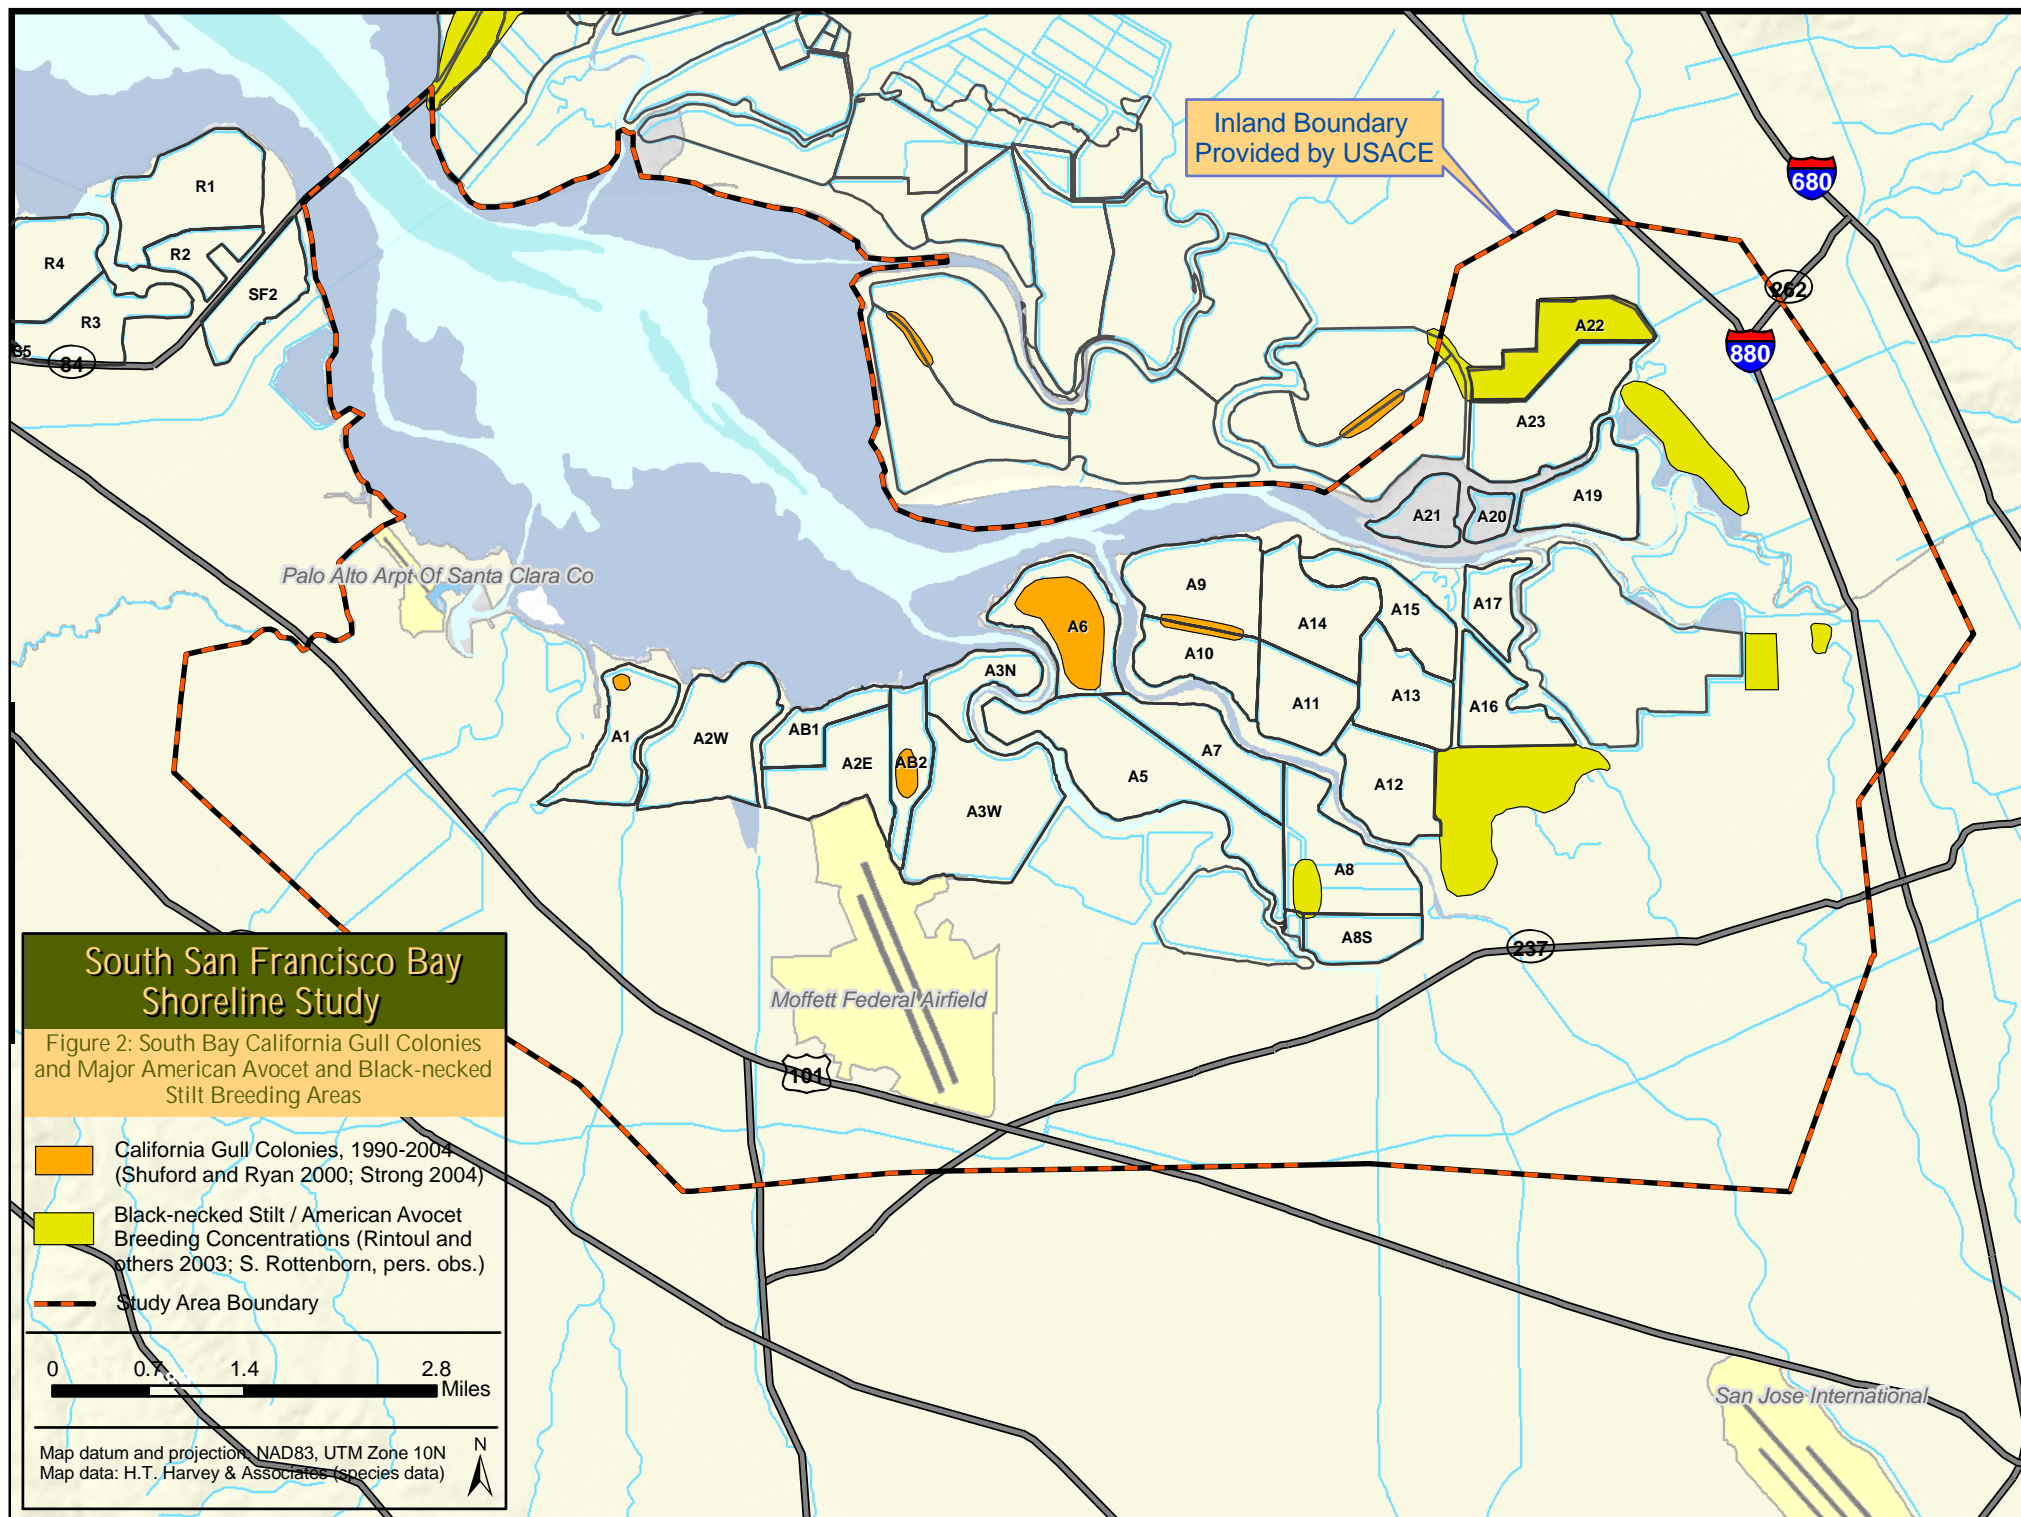 Inland Boundary
Provided by USACE
680
262
880
84
R1
R2
R4
R3
SF2
A22
A23
A19
A20
A21
Palo Alto Arpt Of Santa Clara Co
A9
A14
A15
A17
A6
A10
A3N
A11
A13
A16
A1
A2W
AB1
A2E
AB2
A7
A5
A12
A3W
A8
A8S
237
Moffett Federal Airfield
101
San Jose International
South San Francisco Bay
Shoreline Study
Figure 2: South Bay California Gull Colonies
and Major American Avocet and Black-necked
Stilt Breeding Areas
California Gull Colonies, 1990-2004
(Shuford and Ryan 2000; Strong 2004)
Black-necked Stilt / American Avocet
Breeding Concentrations (Rintoul and
others 2003; S. Rottenborn, pers. obs.)
Study Area Boundary
0 0.7 1.4 2.8
Miles
Map datum and projection: NAD83, UTM Zone 10N
Map data: H.T. Harvey & Associates (species data)
N